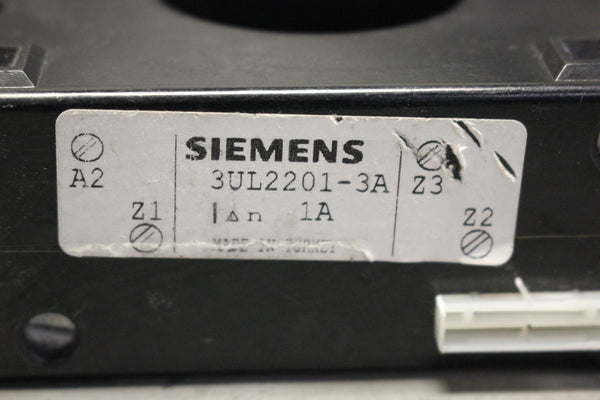 A2
Z1
SIEMENS
3UL2201-3A
I△n 1A
MADE IN TURKEY
Z3
Z2